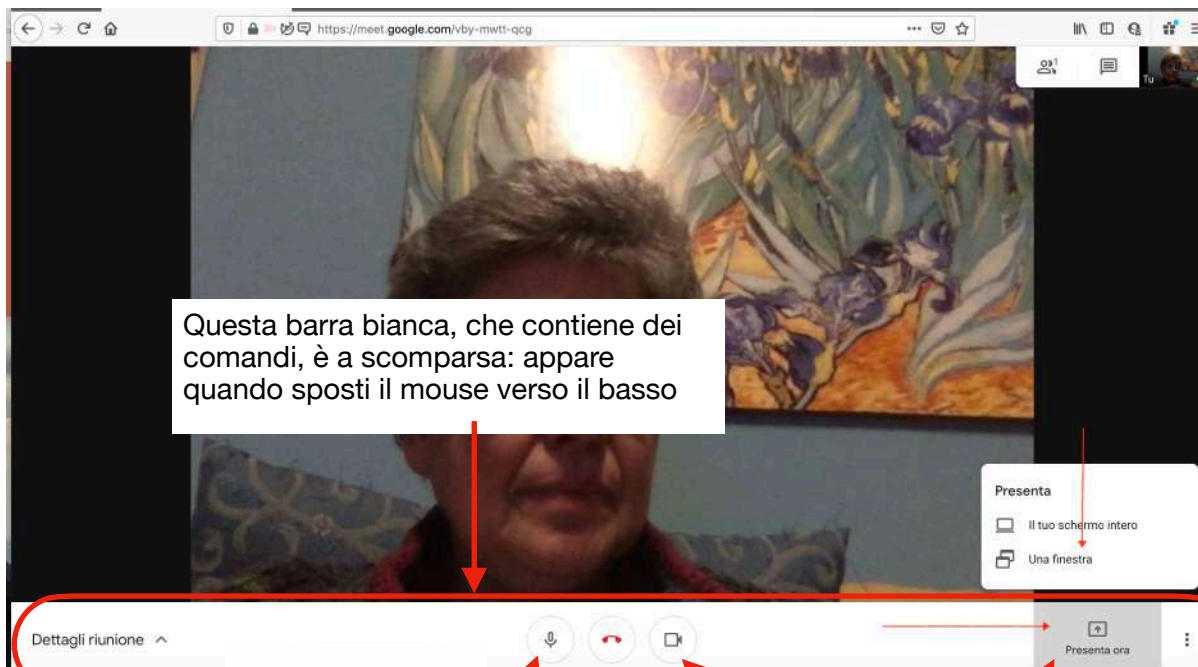 https://meet.google.com/vby-mwtt-qcg
1
Tu
Questa barra bianca, che contiene dei
comandi, è a scomparsa: appare
quando sposti il mouse verso il basso
Presenta
Il tuo schermo intero
Una finestra
Dettagli riunione
Presenta ora